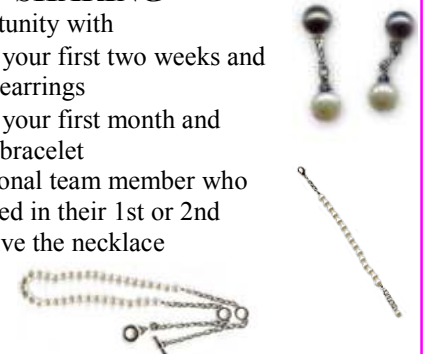 tunity with
your first two weeks and
earrings
your first month and
bracelet
onal team member who
ed in their 1st or 2nd
ve the necklace